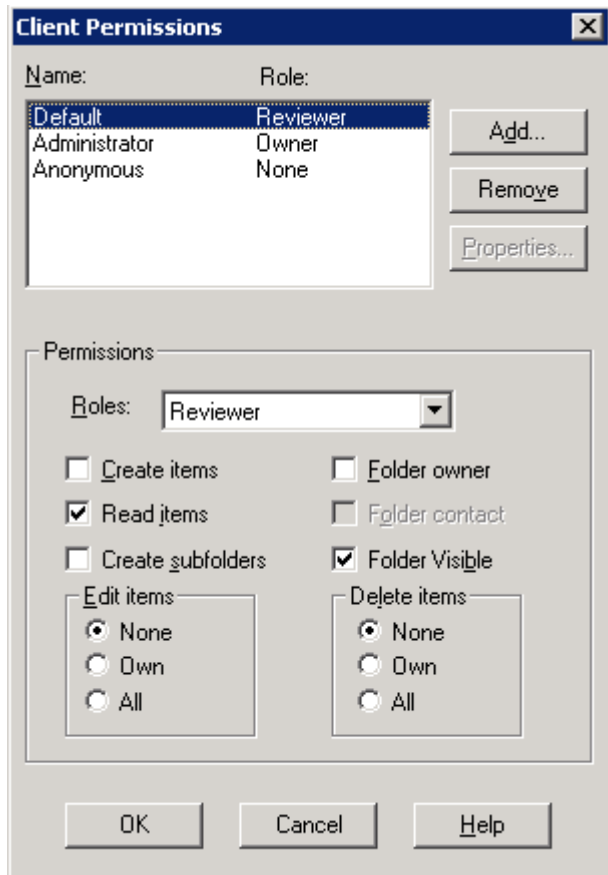 Client Permissions
Name: Role:
Default Reviewer
Administrator Owner
Anonymous None
Add...
Remove
Properties...
Permissions
Roles: Reviewer
Create items Folder owner
Read items Folder contact
Create subfolders Folder Visible
Edit items Delete items
None None
Own Own
All All
OK Cancel Help